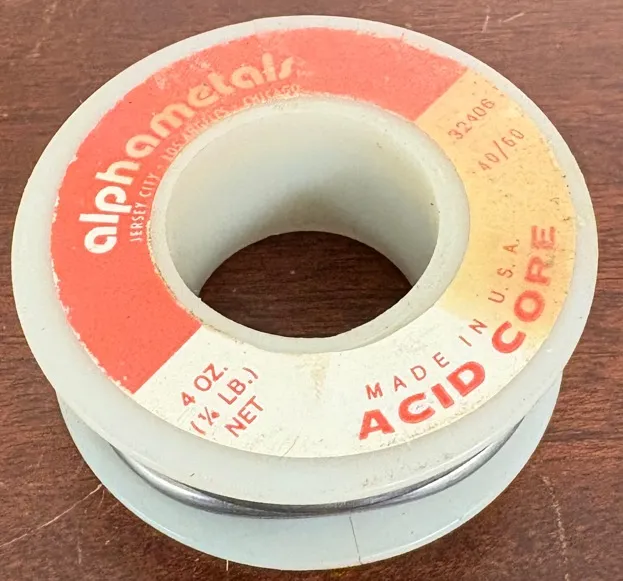 alphametals
JERSEY CITY - LOS ANGELES - CHICAGO
32406
40/60
MADE IN U.S.A.
ACID CORE
4 OZ.
(¼ LB.)
NET